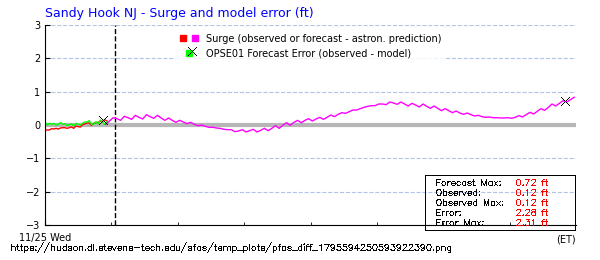 Sandy Hook NJ - Surge and model error (ft)
Surge (observed or forecast - astron. prediction)
OPSE01 Forecast Error (observed - model)
3
2
1
0
−1
−2
−3
Forecast Max: 0.72 ft
Observed: 0.12 ft
Observed Max: 0.12 ft
Error: 2.28 ft
Error Max: 2.31 ft
11/25 Wed
(ET)
https://hudson.dl.stevens-tech.edu/sfas/temp_plots/pfas_diff_1795594250593922390.png